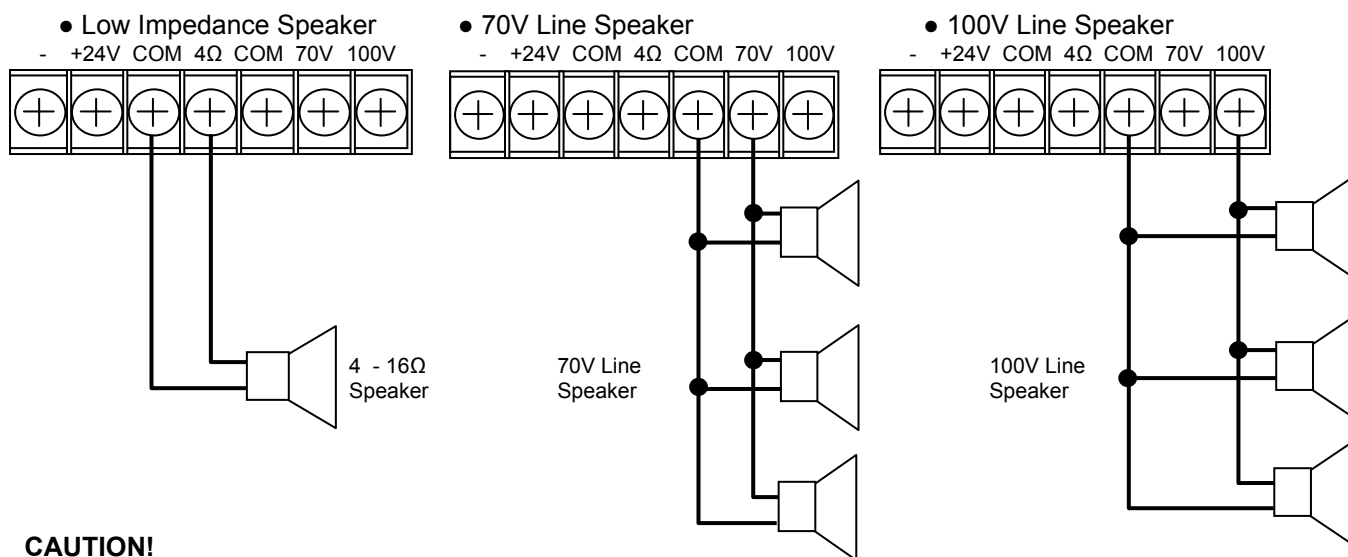 ● Low Impedance Speaker
- +24V COM 4Ω COM 70V 100V
4 - 16Ω
Speaker
● 70V Line Speaker
- +24V COM 4Ω COM 70V 100V
70V Line
Speaker
● 100V Line Speaker
- +24V COM 4Ω COM 70V 100V
100V Line
Speaker
CAUTION!